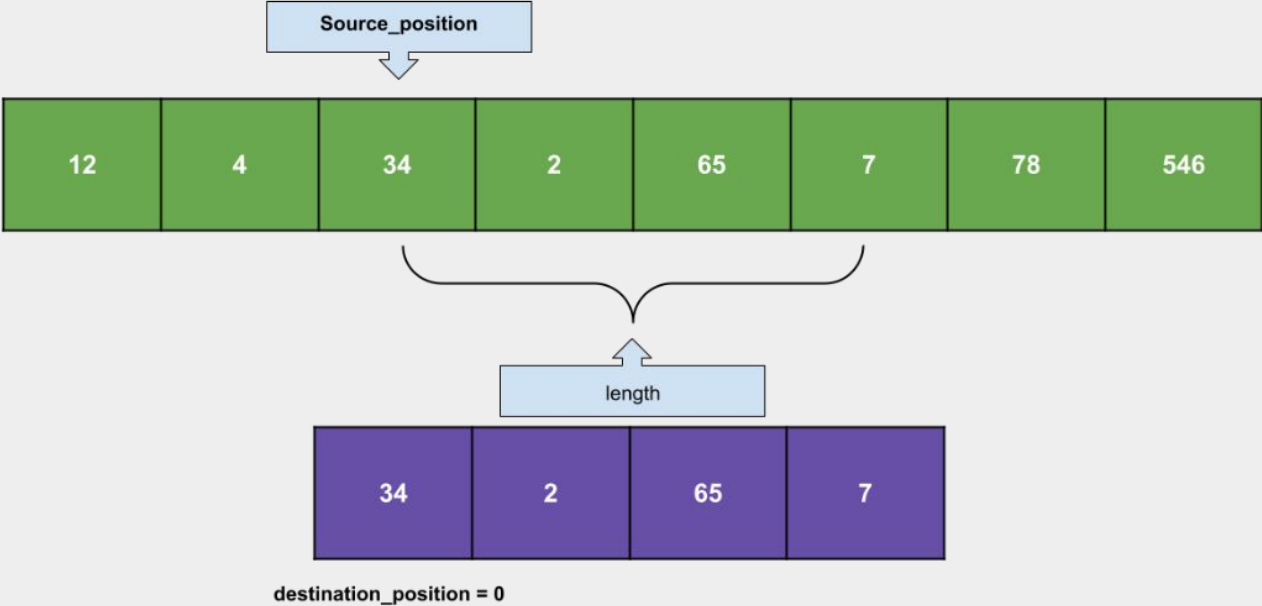 Source_position
12 4 34 2 65 7 78 546
length
34 2 65 7
destination_position = 0